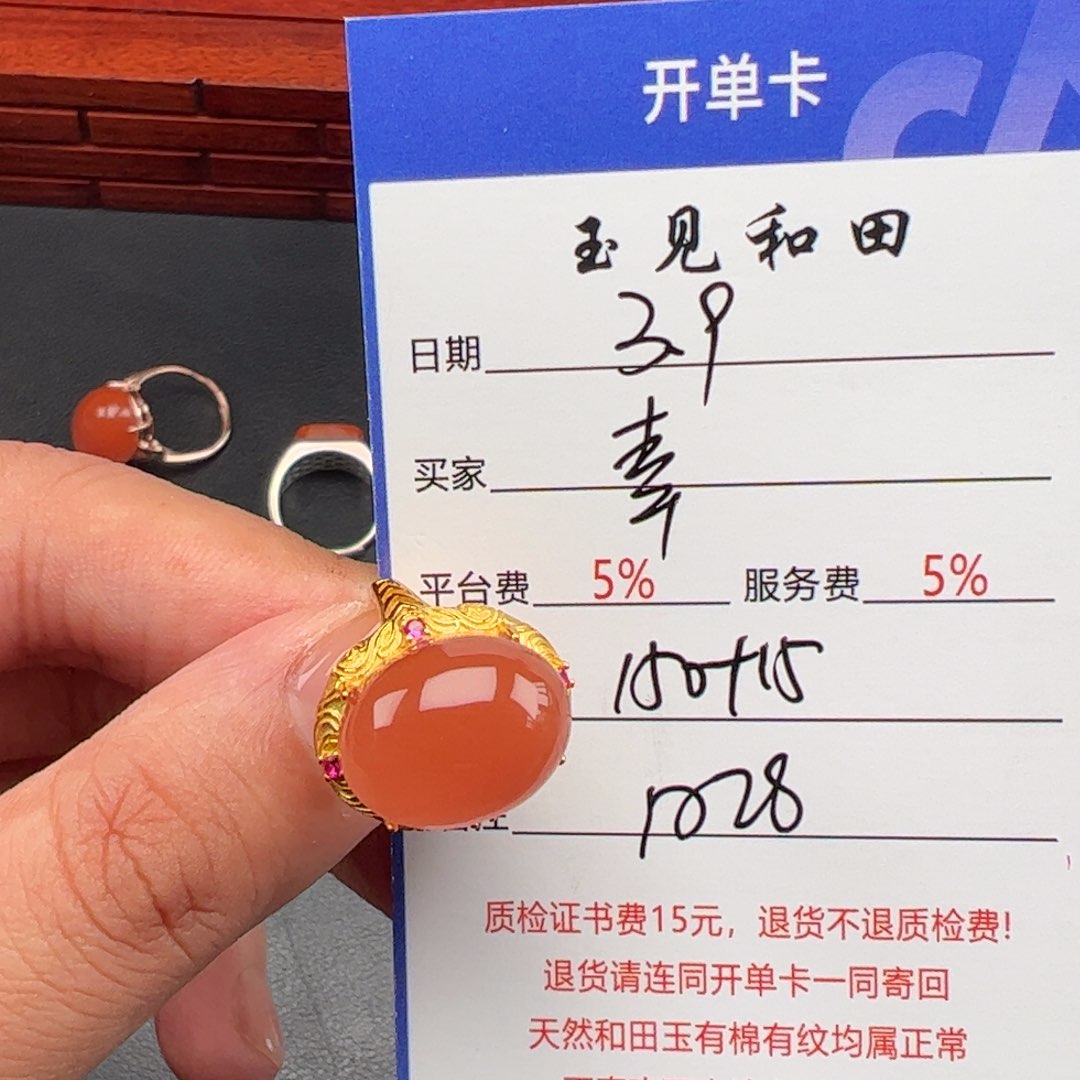 开单卡
玉见和田
日期 3.9
买家
平台费 5% 服务费 5%
150+15
质检证书费15元，退货不退质检费！
退货请连同开单卡一同寄回
天然和田玉有棉有纹均属正常